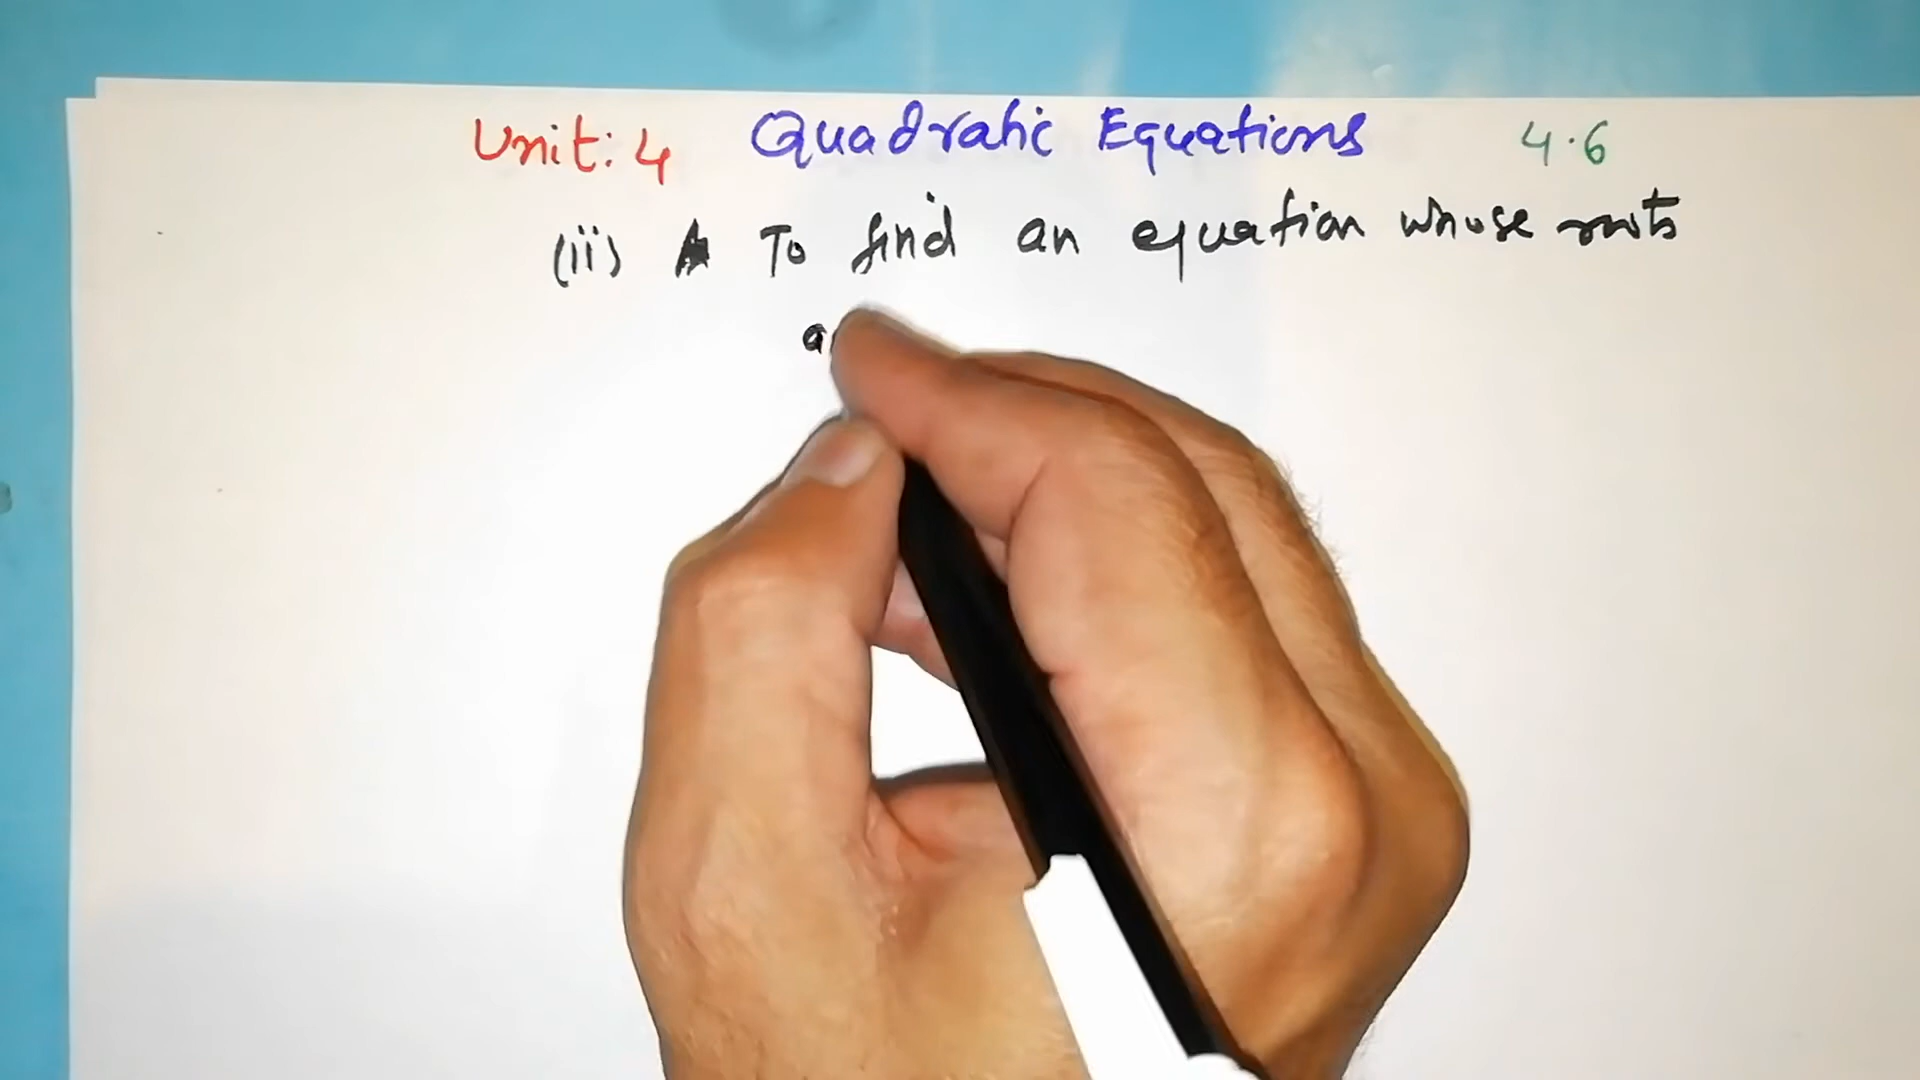 Unit: 4 Quadratic Equations 4.6
(ii) To find an equation whose roots
a